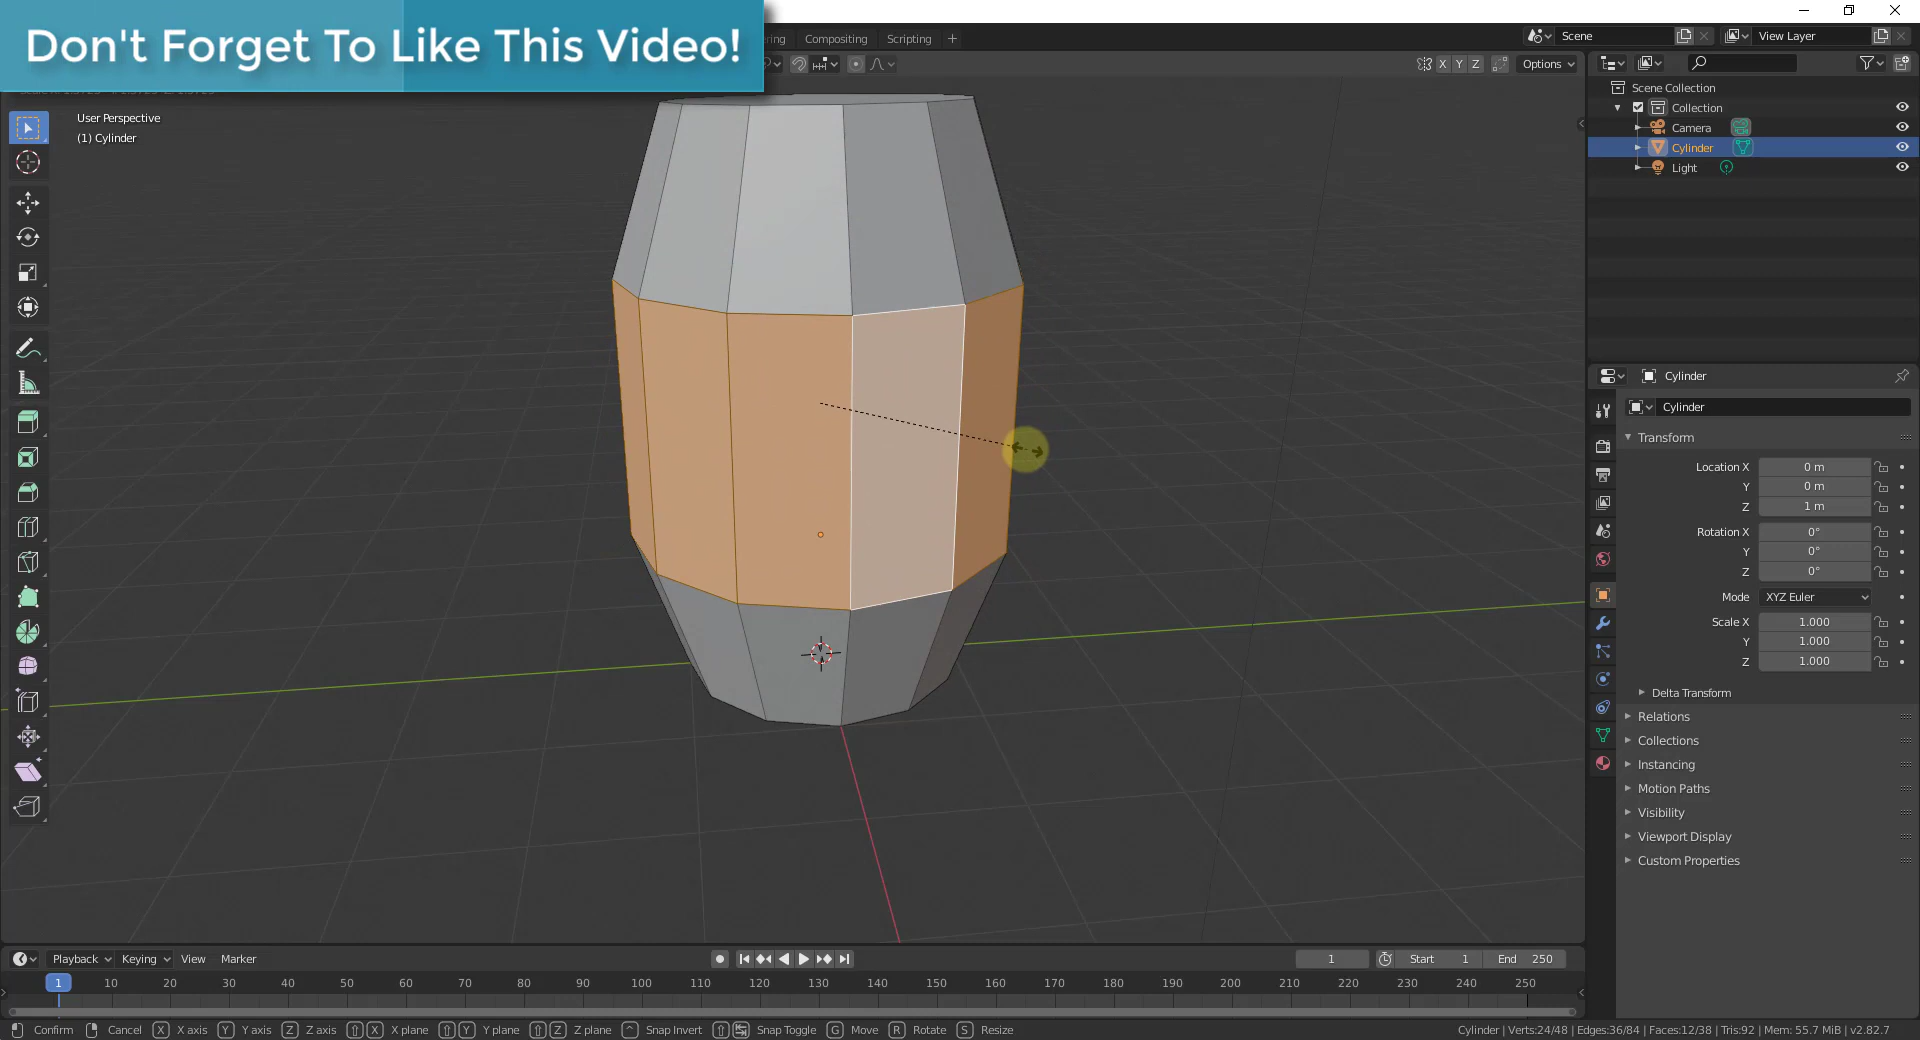 Don't Forget To Like This Video!
Compositing Scripting +
Scene View Layer
X Y Z Options
User Perspective
(1) Cylinder
Scene Collection
Collection
Camera
Cylinder
Light
Cylinder
Cylinder
Transform
Location X 0 m
Y 0 m
Z 1 m
Rotation X 0°
Y 0°
Z 0°
Mode XYZ Euler
Scale X 1.000
Y 1.000
Z 1.000
Delta Transform
Relations
Collections
Instancing
Motion Paths
Visibility
Viewport Display
Custom Properties
Playback Keying View Marker 1 Start 1 End 250
1 10 20 30 40 50 60 70 80 90 100 110 120 130 140 150 160 170 180 190 200 210 220 230 240 250
Confirm Cancel X X axis Y Y axis Z Z axis X X plane Y Y plane Z Z plane Snap Invert Snap Toggle G Move R Rotate S Resize Cylinder | Verts:24/48 | Edges:36/84 | Faces:12/38 | Tris:92 | Mem: 55.7 MiB | v2.82.7